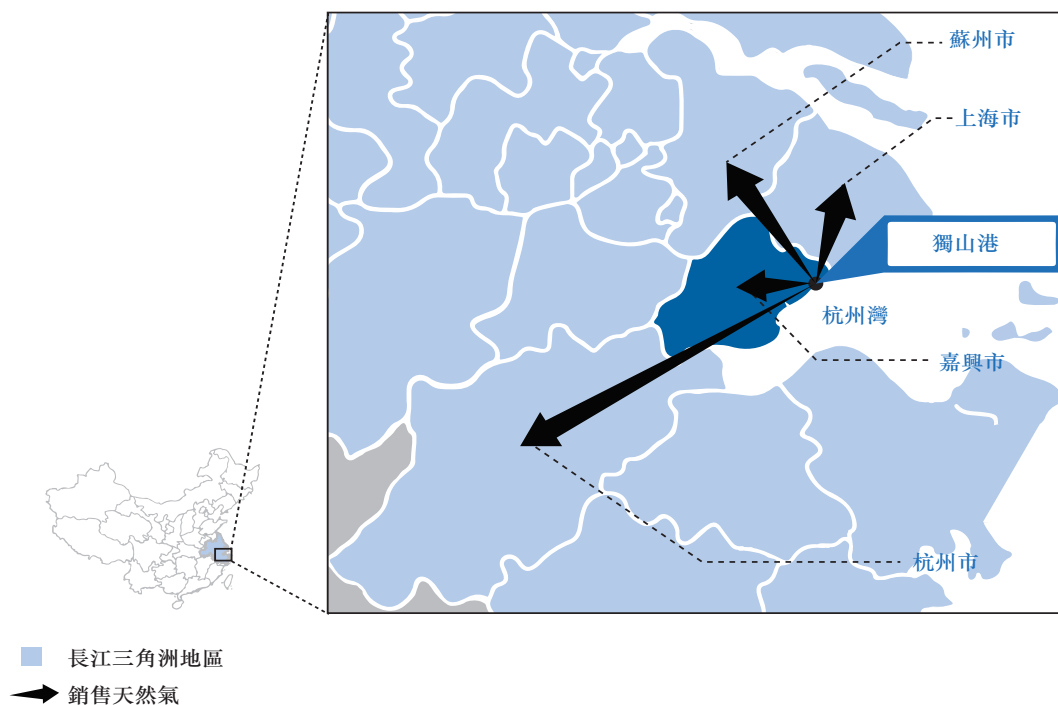 蘇州市
上海市
獨山港
杭州灣
嘉興市
杭州市
長江三角洲地區
銷售天然氣